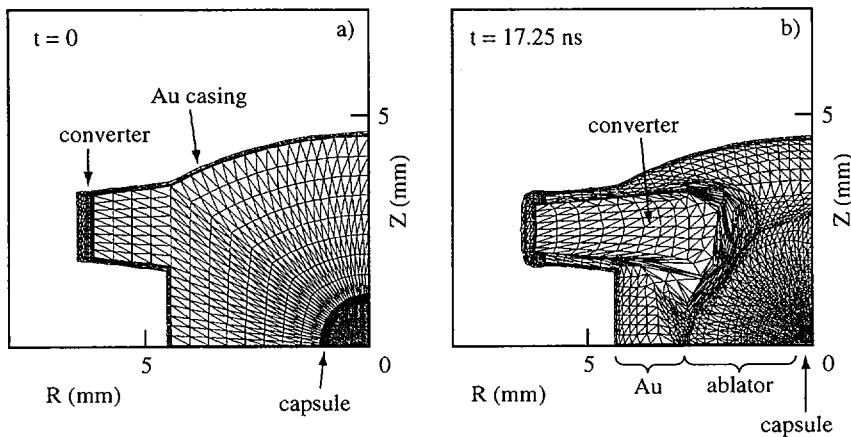 t = 0
a)
Au casing
converter
5
Z (mm)
5
0
R (mm)
capsule
t = 17.25 ns
b)
converter
5
Z (mm)
5
0
R (mm)
Au
ablator
capsule